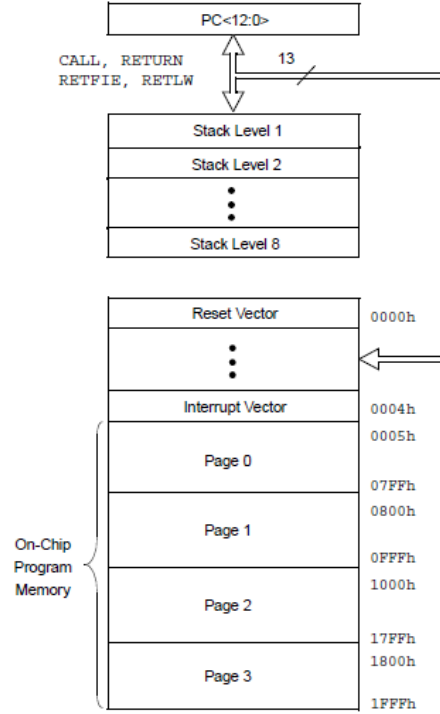 PC<12:0>
CALL, RETURN
RETFIE, RETLW
13
Stack Level 1
Stack Level 2
Stack Level 8
Reset Vector
0000h
Interrupt Vector
0004h
0005h
Page 0
07FFh
0800h
Page 1
On-Chip
Program
Memory
0FFFh
1000h
Page 2
17FFh
1800h
Page 3
1FFFh